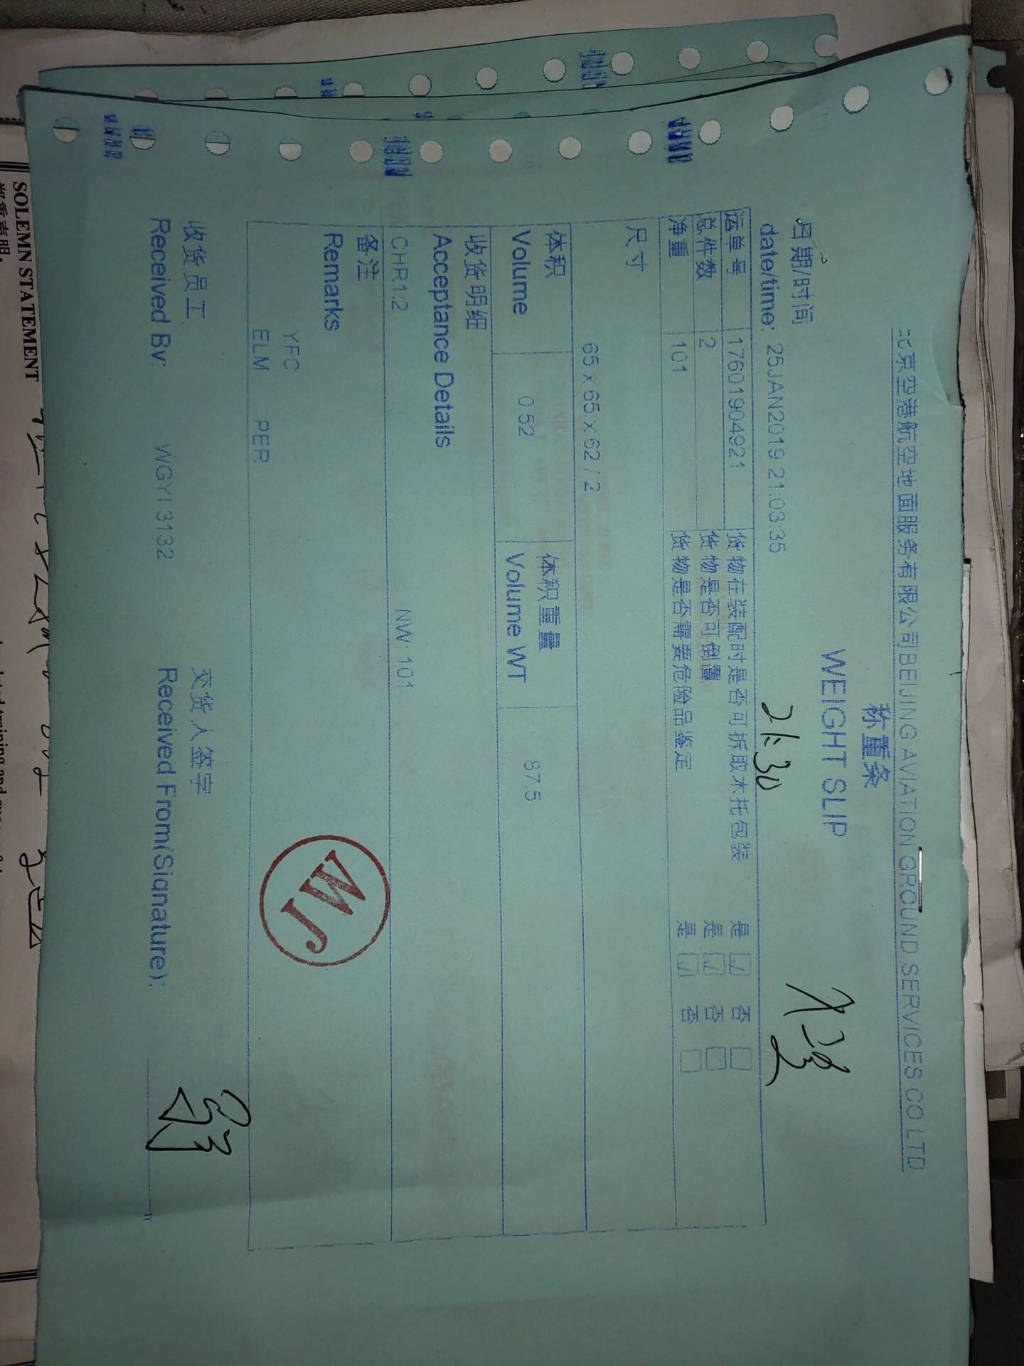 北京空港航空地面服务有限公司BEIJING AVIATION GROUND SERVICES CO LTD
称重条
WEIGHT SLIP
日期/时间
date/time: 25JAN2019 21:03:35
21:30
运单号 17601904921 货物在装配时是否可拆取木托包装 是 ☑ 否 ☐
总件数 2 货物是否可倒置 是 ☑ 否 ☐
净重 101 货物是否需要危险品鉴定 是 ☑ 否 ☐
尺寸
65 x 65 x 62 / 2
体积 体积重量
Volume 0.52 Volume WT 87.5
收货明细
Acceptance Details
CHR1:2 NW: 101
备注
Remarks
YFC
ELM PER
JW
收货员工 交货人签字
Received By: WGYI3132 Received From(Signature):
SOLEMN STATEMENT
郑重声明: